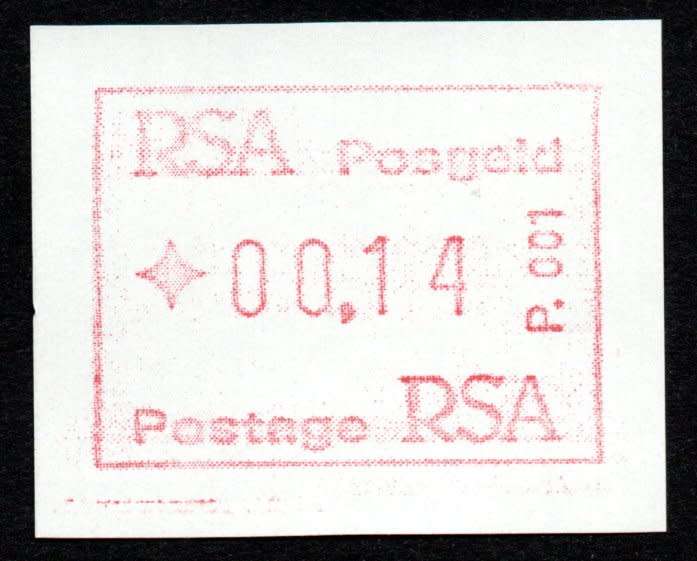 RSA Posgeld
00,14
P. 001
Postage RSA